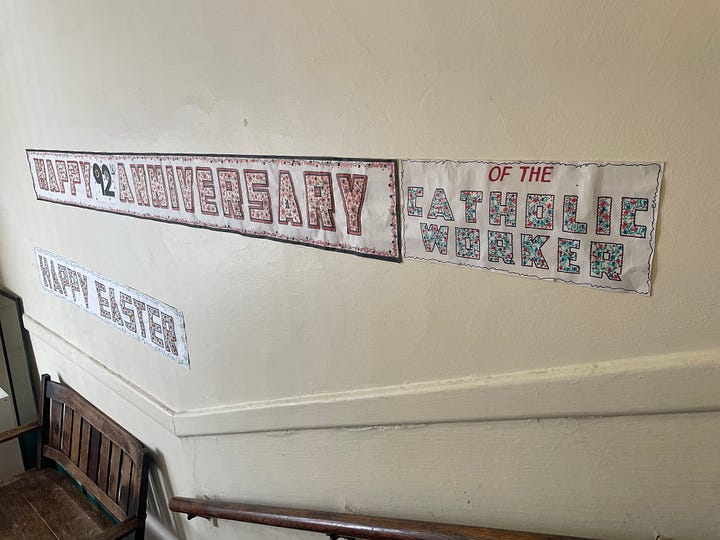 HAPPY 92 ANNIVERSARY
OF THE
CATHOLIC
WORKER
HAPPY EASTER